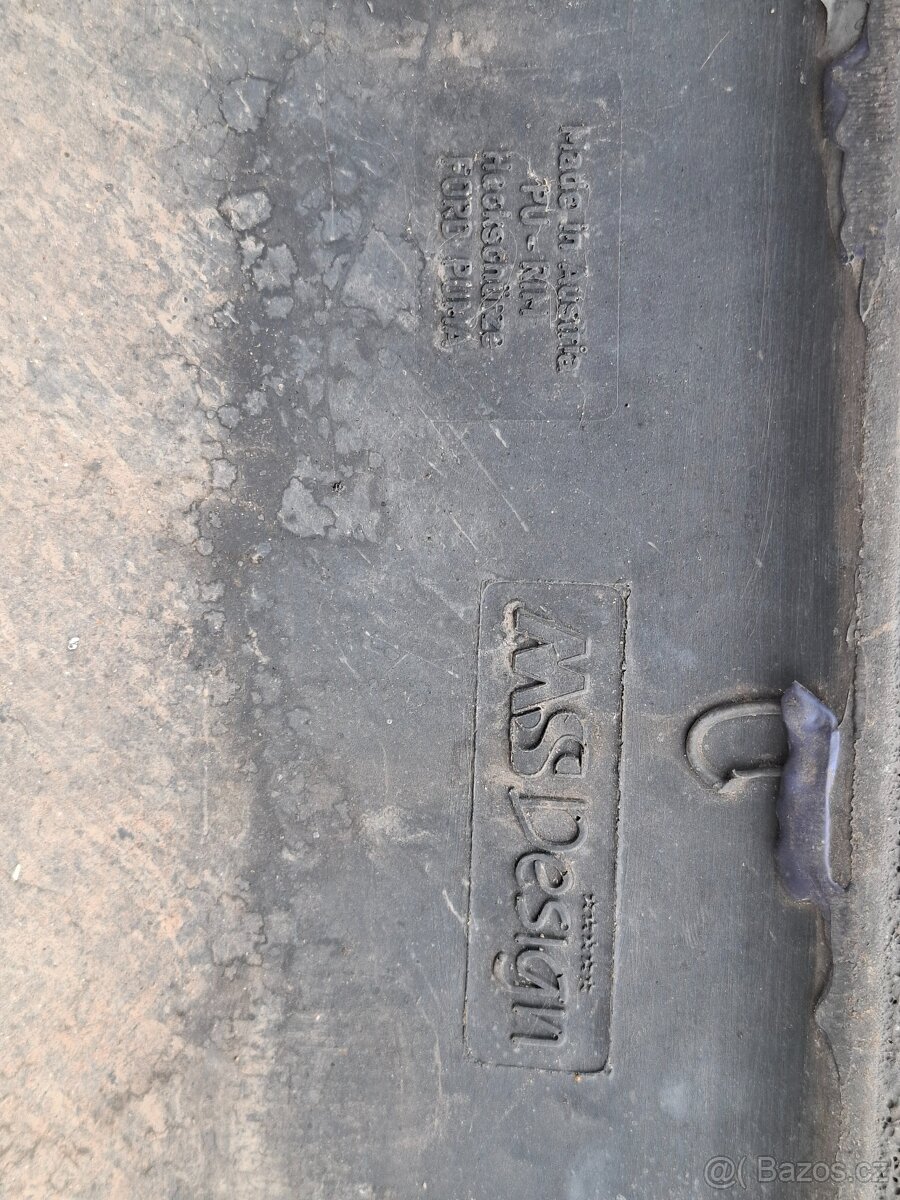 Made in Austria
PU - RIM
Heckschürze
FORD PUMA
MS Design
@( Bazos.cz